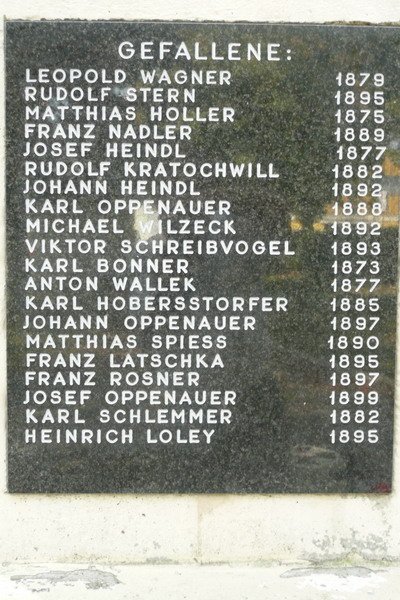 GEFALLENE:
LEOPOLD WAGNER 1879
RUDOLF STERN 1895
MATTHIAS HOLLER 1875
FRANZ NADLER 1889
JOSEF HEINDL 1877
RUDOLF KRATOCHWILL 1882
JOHANN HEINDL 1892
KARL OPPENAUER 1888
MICHAEL WILZECK 1892
VIKTOR SCHREIBVOGEL 1893
KARL BONNER 1873
ANTON WALLEK 1877
KARL HOBERSSTORFER 1885
JOHANN OPPENAUER 1897
MATTHIAS SPIESS 1890
FRANZ LATSCHKA 1895
FRANZ ROSNER 1897
JOSEF OPPENAUER 1899
KARL SCHLEMMER 1882
HEINRICH LOLEY 1895